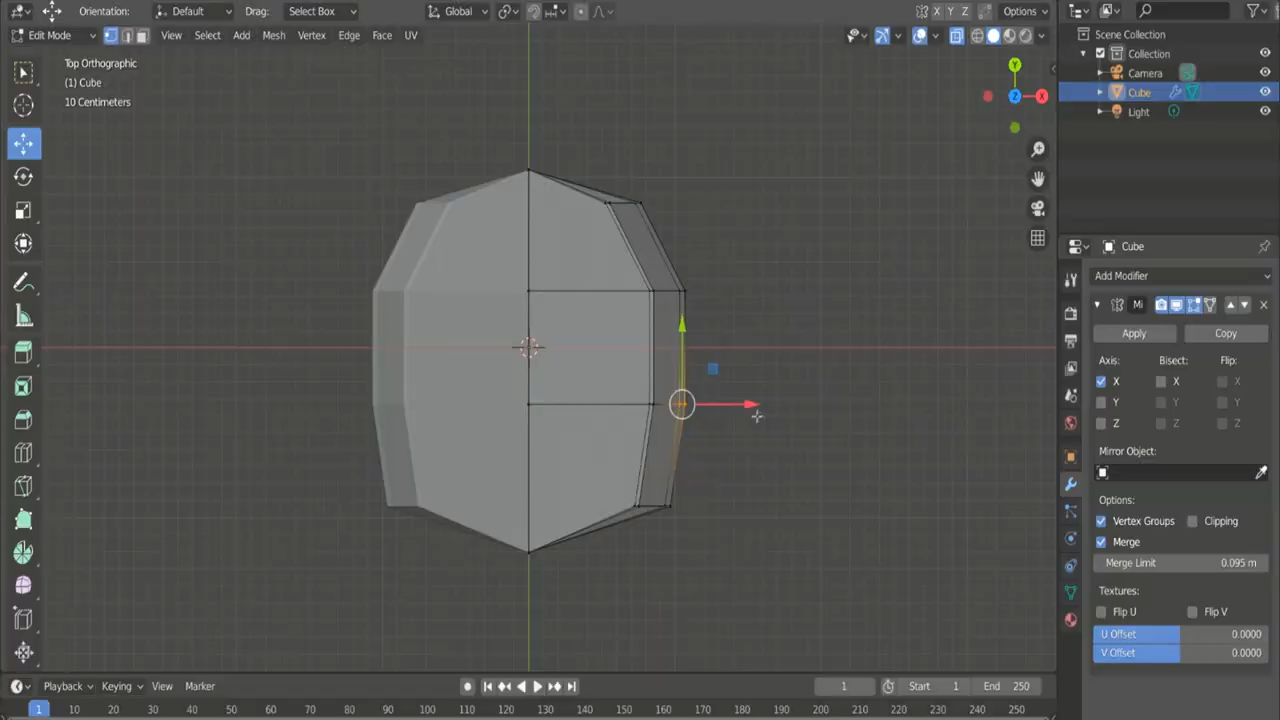 Orientation: Default Drag: Select Box Global X Y Z Options
Edit Mode View Select Add Mesh Vertex Edge Face UV
Top Orthographic
(1) Cube
10 Centimeters
Y
Z X
Scene Collection
Collection
Camera
Cube
Light
Cube
Add Modifier
Mi
Apply Copy
Axis: Bisect: Flip:
X X X
Y Y Y
Z Z Z
Mirror Object:
Options:
Vertex Groups Clipping
Merge
Merge Limit 0.095 m
Textures:
Flip U Flip V
U Offset 0.0000
V Offset 0.0000
Playback Keying View Marker 1 Start 1 End 250
1 10 20 30 40 50 60 70 80 90 100 110 120 130 140 150 160 170 180 190 200 210 220 230 240 250